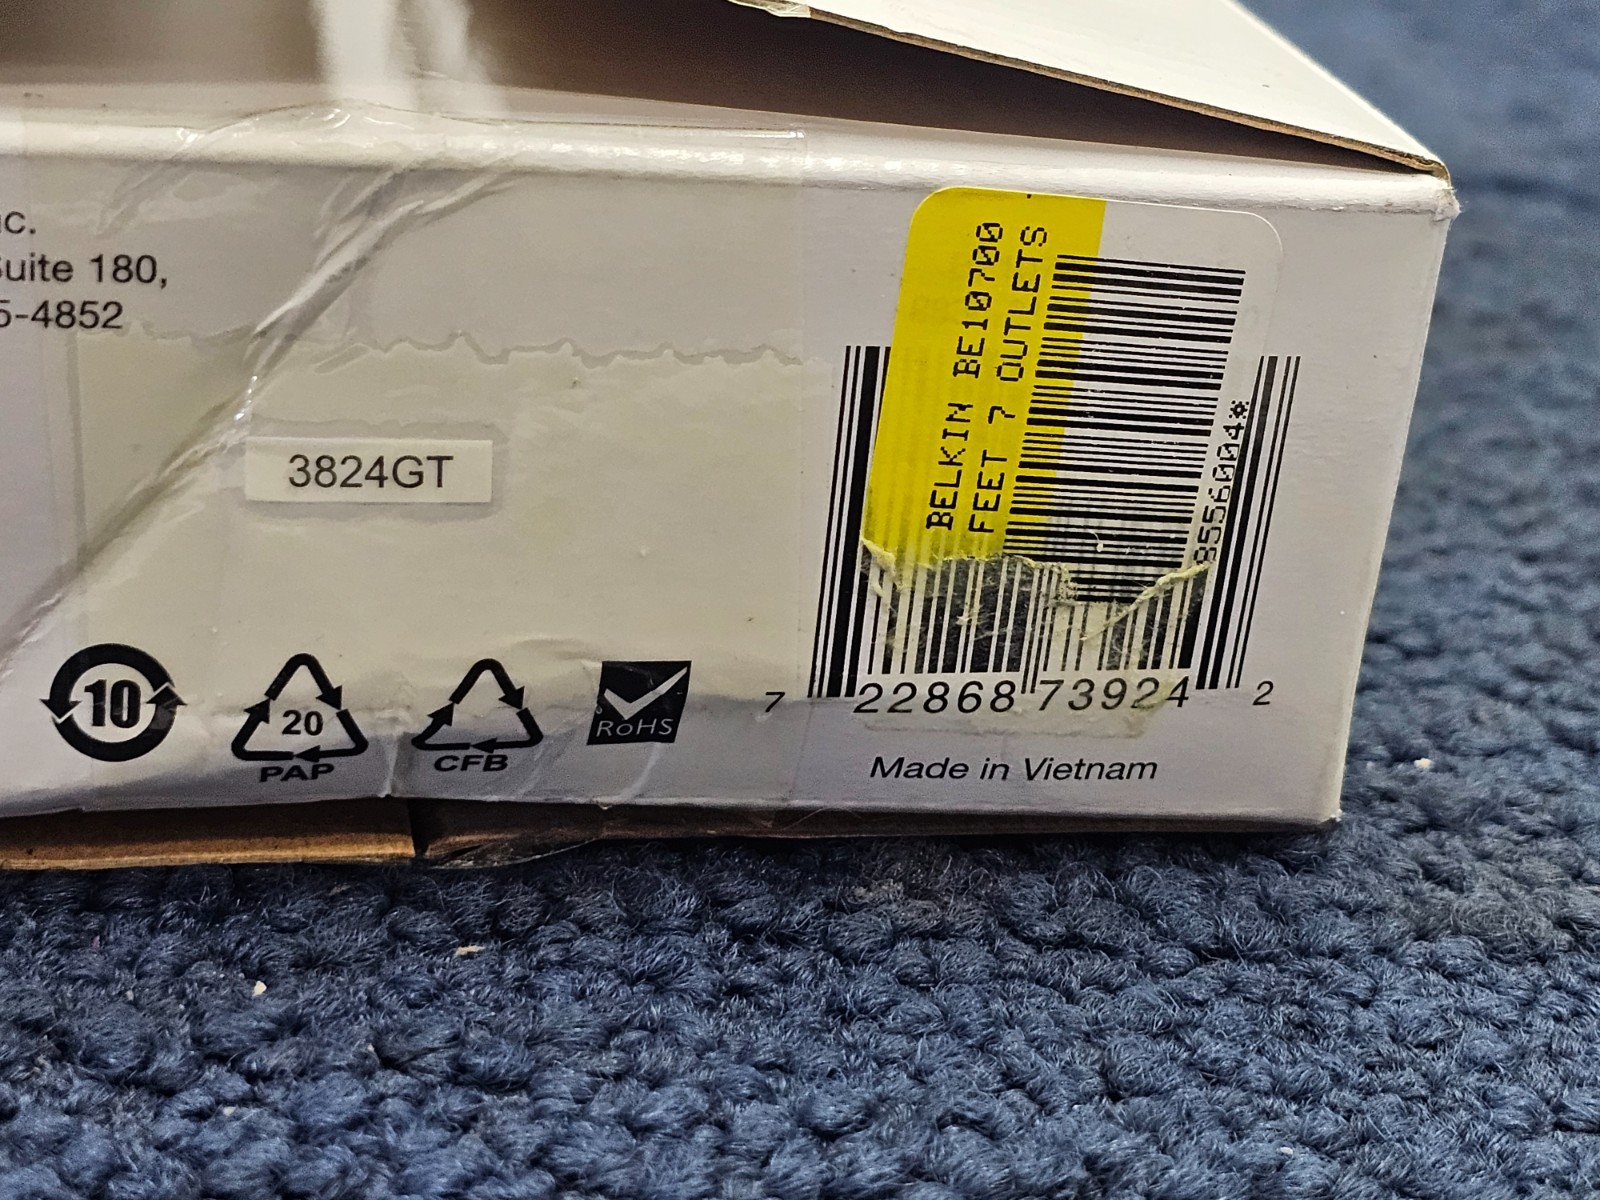 Suite 180,
5-4852
3824GT
10
20
PAP
CFB
RoHS
BELKIN BE10700
FEET 7 OUTLETS
8556004*
7 22868 73924 2
Made in Vietnam